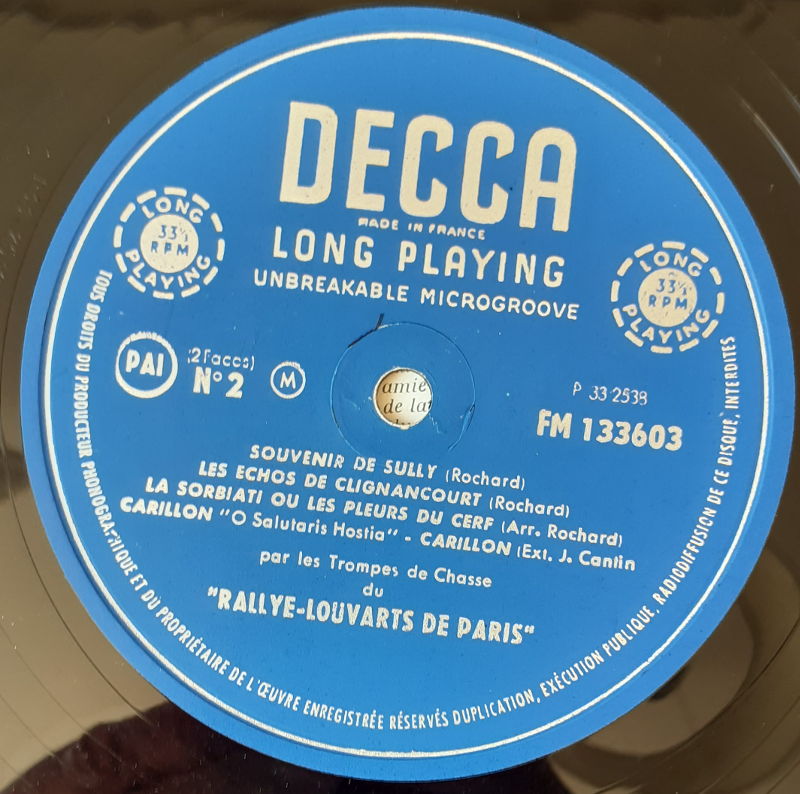 DECCA
MADE IN FRANCE
LONG PLAYING
UNBREAKABLE MICROGROOVE
LONG
33⅓
RPM
PLAYING
LONG
33⅓
RPM
PLAYING
PAI
(2 Faces)
N° 2
M
amie
de la
P 33 2538
FM 133603
SOUVENIR DE SULLY (Rochard)
LES ECHOS DE CLIGNANCOURT (Rochard)
LA SORBIATI OU LES PLEURS DU CERF (Arr. Rochard)
CARILLON "O Salutaris Hostia" - CARILLON (Ext. J. Cantin
par les Trompes de Chasse
du
"RALLYE-LOUVARTS DE PARIS"
TOUS DROITS DU PRODUCTEUR PHONOGRAPHIQUE ET DU PROPRIÉTAIRE DE L'ŒUVRE ENREGISTRÉE RÉSERVÉS DUPLICATION, EXÉCUTION PUBLIQUE, RADIODIFFUSION DE CE DISQUE, INTERDITES